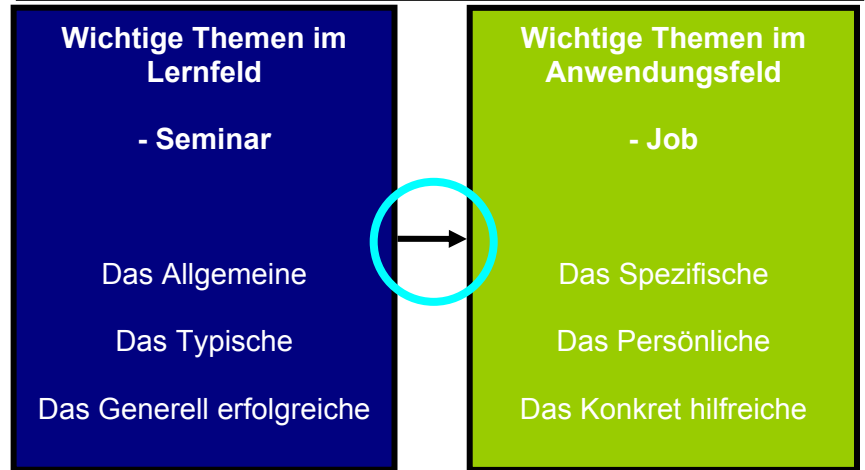 Wichtige Themen im
Lernfeld
- Seminar
Das Allgemeine
Das Typische
Das Generell erfolgreiche
Wichtige Themen im
Anwendungsfeld
- Job
Das Spezifische
Das Persönliche
Das Konkret hilfreiche